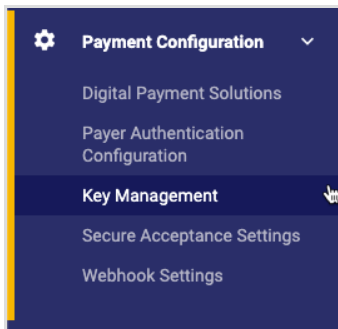 Payment Configuration
Digital Payment Solutions
Payer Authentication
Configuration
Key Management
Secure Acceptance Settings
Webhook Settings